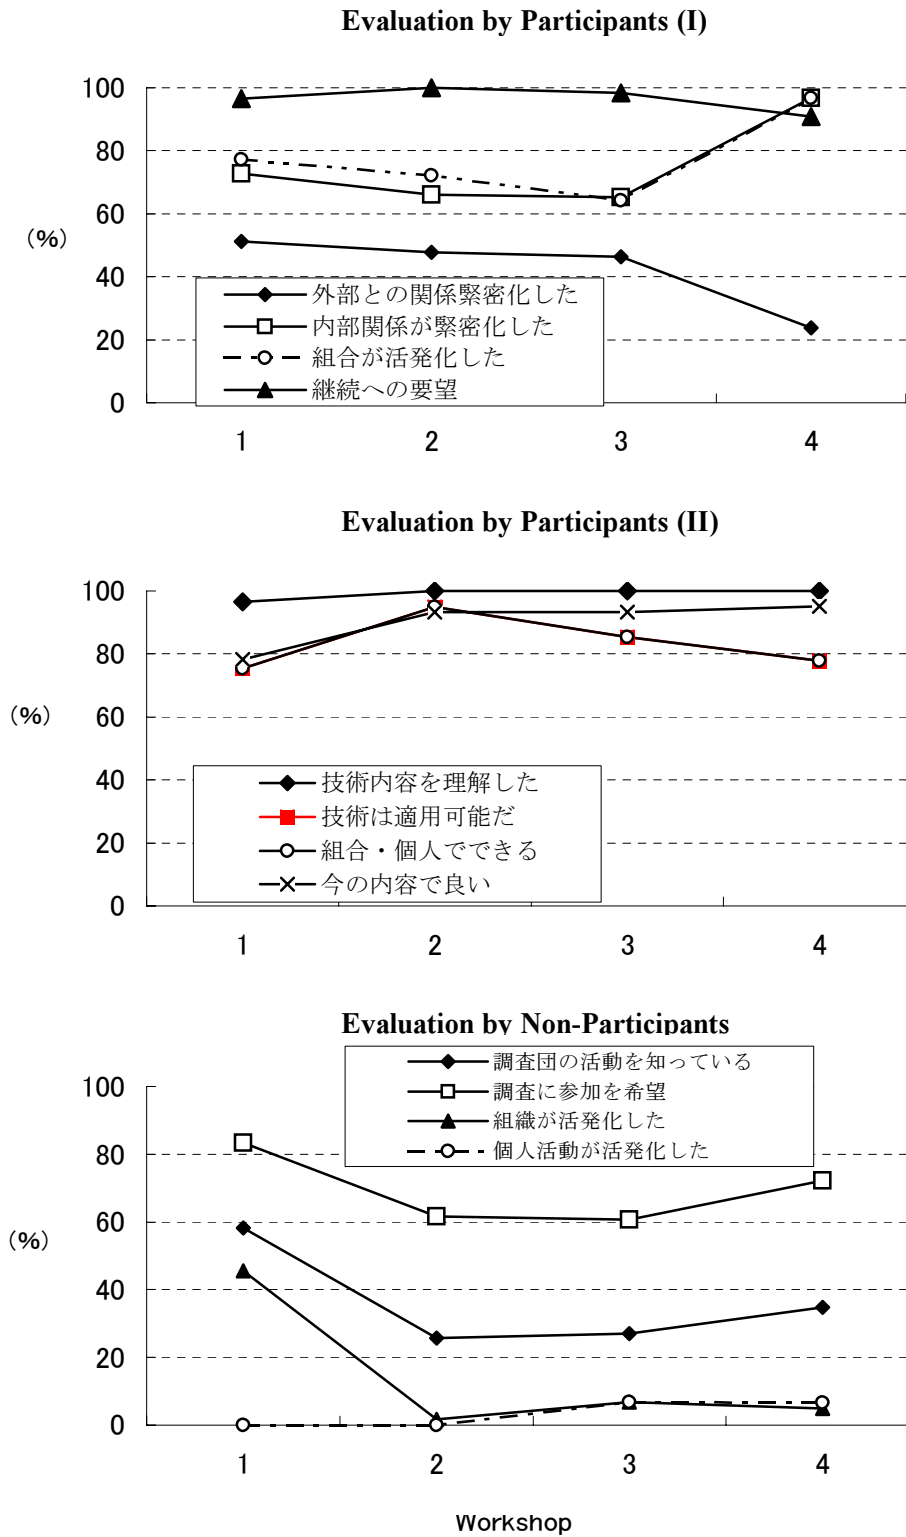 Evaluation by Participants (I)
100
80
60
(%)
40
20
0
外部との関係緊密化した
内部関係が緊密化した
組合が活発化した
継続への要望
1 2 3 4
Evaluation by Participants (II)
100
80
60
(%)
40
20
0
技術内容を理解した
技術は適用可能だ
組合・個人でできる
今の内容で良い
1 2 3 4
Evaluation by Non-Participants
調査団の活動を知っている
調査に参加を希望
組織が活発化した
個人活動が活発化した
100
80
60
(%)
40
20
0
1 2 3 4
Workshop